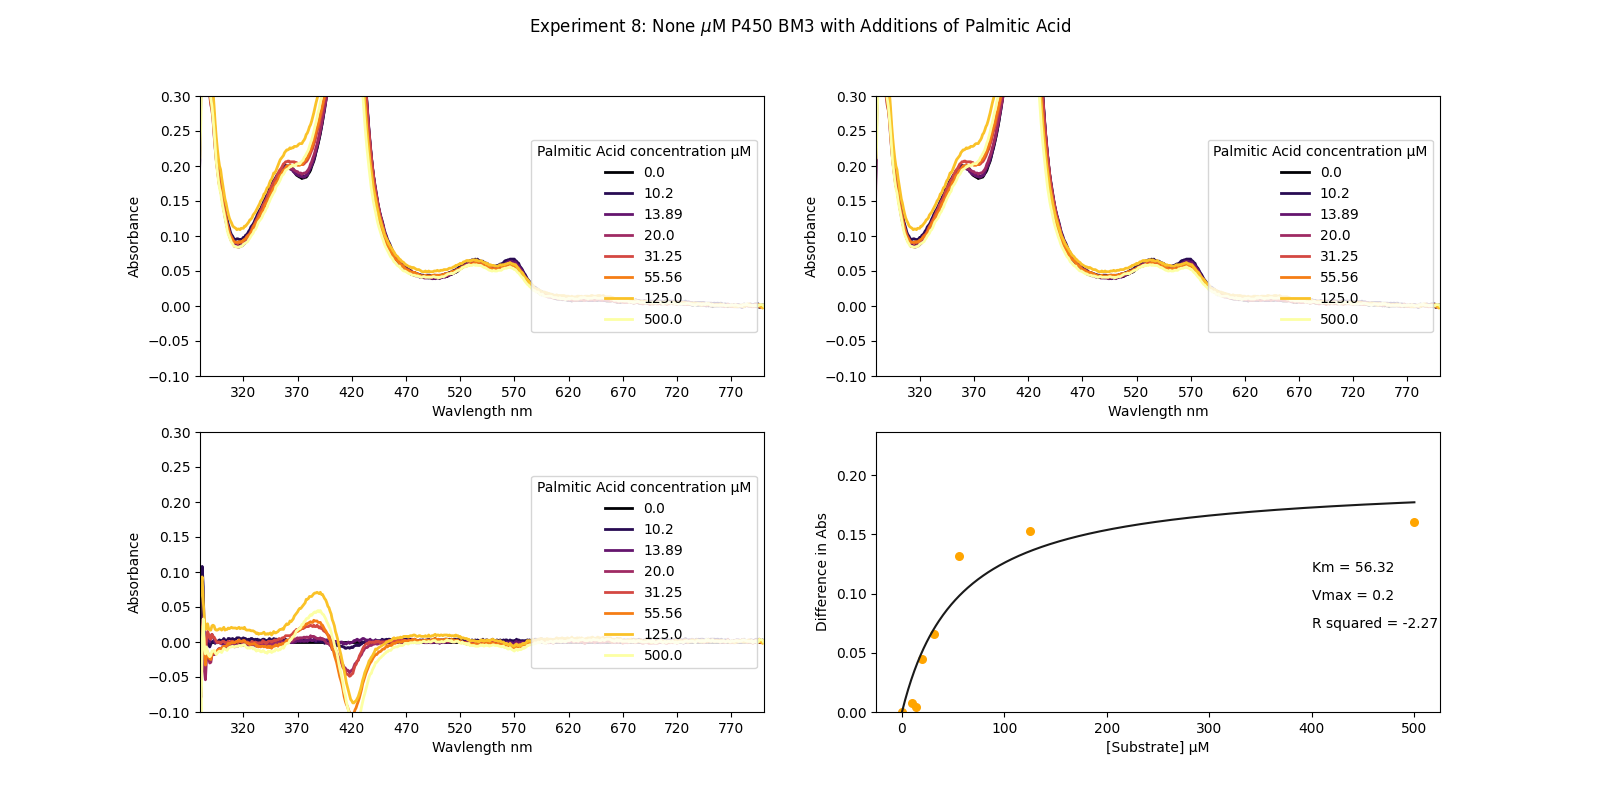 Experiment 8: None μM P450 BM3 with Additions of Palmitic Acid
0.30
0.25
0.20
0.15
0.10
0.05
0.00
−0.05
−0.10
Absorbance
320 370 420 470 520 570 620 670 720 770
Wavlength nm
Palmitic Acid concentration μM
0.0
10.2
13.89
20.0
31.25
55.56
125.0
500.0
0.30
0.25
0.20
0.15
0.10
0.05
0.00
−0.05
−0.10
Absorbance
320 370 420 470 520 570 620 670 720 770
Wavlength nm
Palmitic Acid concentration μM
0.0
10.2
13.89
20.0
31.25
55.56
125.0
500.0
0.30
0.25
0.20
0.15
0.10
0.05
0.00
−0.05
−0.10
Absorbance
320 370 420 470 520 570 620 670 720 770
Wavlength nm
Palmitic Acid concentration μM
0.0
10.2
13.89
20.0
31.25
55.56
125.0
500.0
0.20
0.15
0.10
0.05
0.00
Difference in Abs
0 100 200 300 400 500
[Substrate] μM
Km = 56.32
Vmax = 0.2
R squared = -2.27